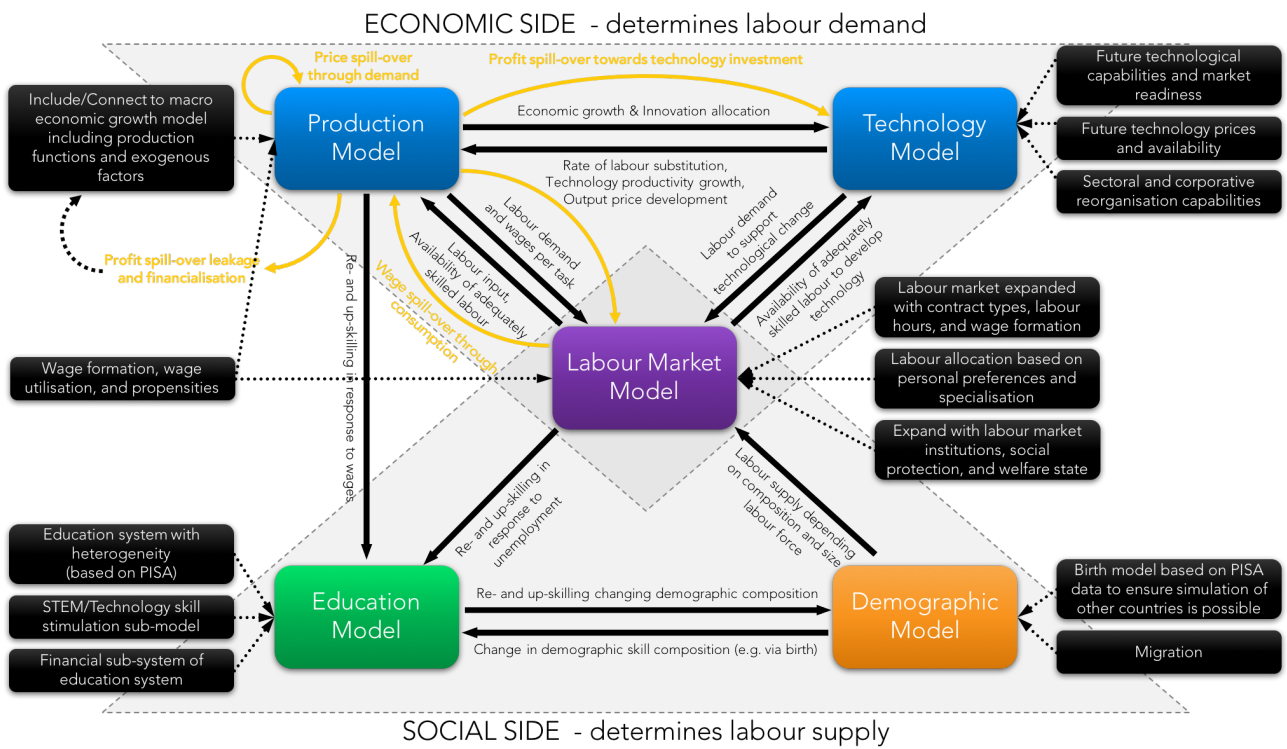 ECONOMIC SIDE - determines labour demand
Price spill-over
through demand
Profit spill-over towards technology investment
Include/Connect to macro
economic growth model
including production
functions and exogenous
factors
Production
Model
Economic growth & Innovation allocation
Technology
Model
Future technological
capabilities and market
readiness
Future technology prices
and availability
Sectoral and corporative
reorganisation capabilities
Rate of labour substitution,
Technology productivity growth,
Output price development
Profit spill-over leakage
and financialisation
Re- and up-skilling in response to wages
Labour demand
and wages per task
Labour input,
Availability of adequately
skilled labour
Wage spill-over through
consumption
Labour demand
to support
technological change
Availability of adequately
skilled labour to develop
technology
Labour Market
Model
Labour market expanded
with contract types, labour
hours, and wage formation
Labour allocation based on
personal preferences and
specialisation
Expand with labour market
institutions, social
protection, and welfare state
Wage formation, wage
utilisation, and propensities
Re- and up-skilling in
response to
unemployment
Labour supply depending
on composition and size
labour force
Education system with
heterogeneity
(based on PISA)
STEM/Technology skill
stimulation sub-model
Financial sub-system of
education system
Education
Model
Re- and up-skilling changing demographic composition
Change in demographic skill composition (e.g. via birth)
Demographic
Model
Birth model based on PISA
data to ensure simulation of
other countries is possible
Migration
SOCIAL SIDE - determines labour supply